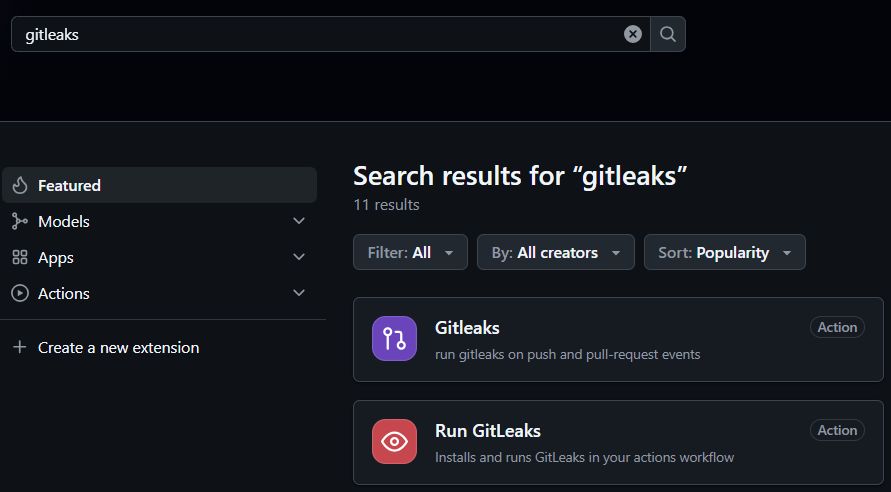 gitleaks
Featured
Models
Apps
Actions
Create a new extension
Search results for “gitleaks”
11 results
Filter: All
By: All creators
Sort: Popularity
Gitleaks
Action
run gitleaks on push and pull-request events
Run GitLeaks
Action
Installs and runs GitLeaks in your actions workflow